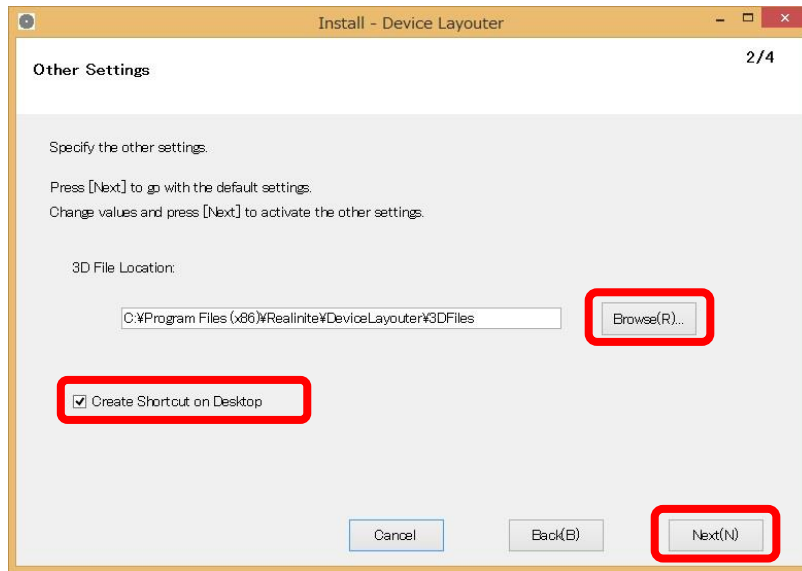 Install - Device Layouter
2/4
Other Settings
Specify the other settings.
Press [Next] to go with the default settings.
Change values and press [Next] to activate the other settings.
3D File Location:
C:¥Program Files (x86)¥Realinite¥DeviceLayouter¥3DFiles
Browse(R)...
Create Shortcut on Desktop
Cancel
Back(B)
Next(N)